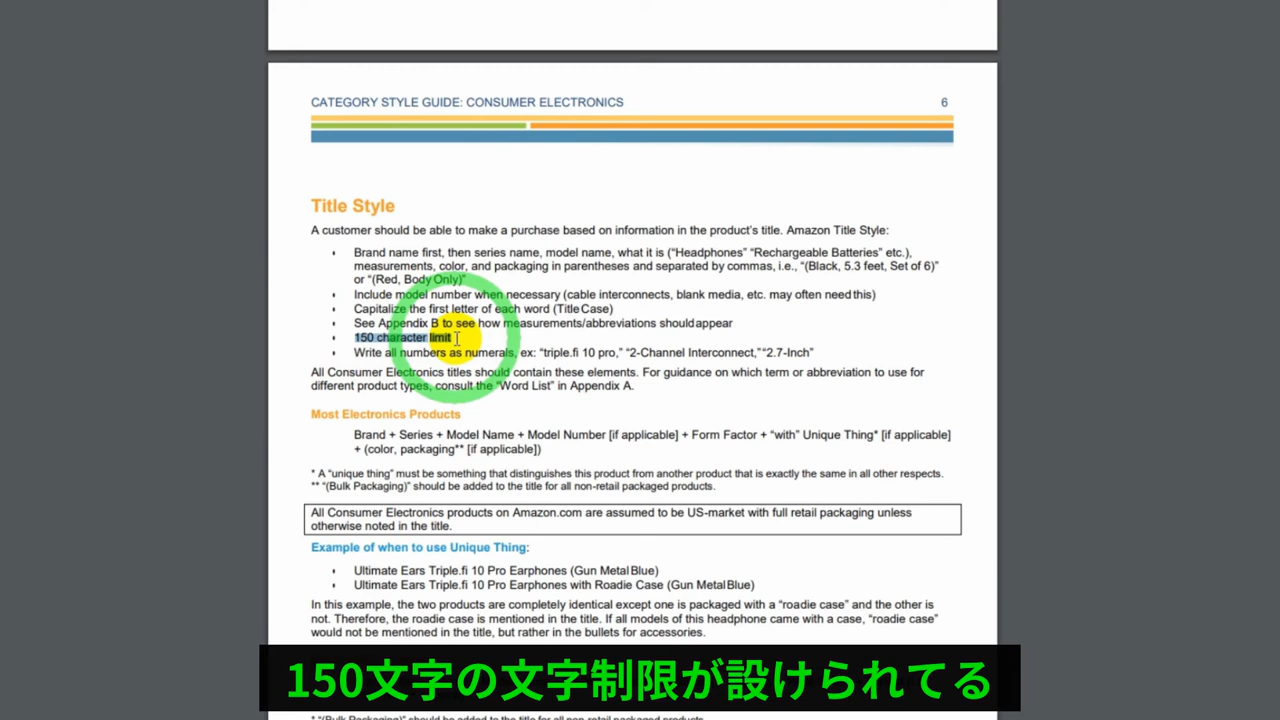 CATEGORY STYLE GUIDE: CONSUMER ELECTRONICS 6
Title Style
A customer should be able to make a purchase based on information in the product's title. Amazon Title Style:
Brand name first, then series name, model name, what it is (“Headphones” “Rechargeable Batteries” etc.),
measurements, color, and packaging in parentheses and separated by commas, i.e., “(Black, 5.3 feet, Set of 6)”
or “(Red, Body Only)”
Include model number when necessary (cable interconnects, blank media, etc. may often need this)
Capitalize the first letter of each word (Title Case)
See Appendix B to see how measurements/abbreviations should appear
150 character limit
Write all numbers as numerals, ex: “triple.fi 10 pro,” “2-Channel Interconnect,” “2.7-Inch”
All Consumer Electronics titles should contain these elements. For guidance on which term or abbreviation to use for
different product types, consult the “Word List” in Appendix A.
Most Electronics Products
Brand + Series + Model Name + Model Number [if applicable] + Form Factor + “with” Unique Thing* [if applicable]
+ (color, packaging** [if applicable])
* A “unique thing” must be something that distinguishes this product from another product that is exactly the same in all other respects.
** “(Bulk Packaging)” should be added to the title for all non-retail packaged products.
All Consumer Electronics products on Amazon.com are assumed to be US-market with full retail packaging unless
otherwise noted in the title.
Example of when to use Unique Thing:
Ultimate Ears Triple.fi 10 Pro Earphones (Gun Metal Blue)
Ultimate Ears Triple.fi 10 Pro Earphones with Roadie Case (Gun Metal Blue)
In this example, the two products are completely identical except one is packaged with a “roadie case” and the other is
not. Therefore, the roadie case is mentioned in the title. If all models of this headphone came with a case, “roadie case”
would not be mentioned in the title, but rather in the bullets for accessories.
150文字の文字制限が設けられてる